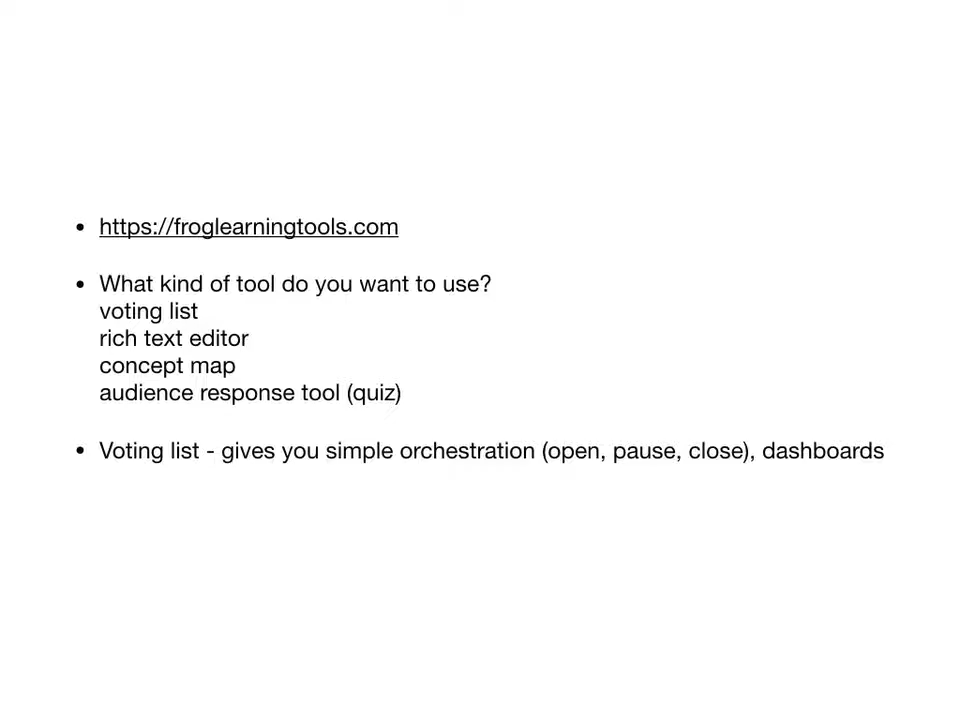 • https://froglearningtools.com
• What kind of tool do you want to use?
voting list
rich text editor
concept map
audience response tool (quiz)
• Voting list - gives you simple orchestration (open, pause, close), dashboards